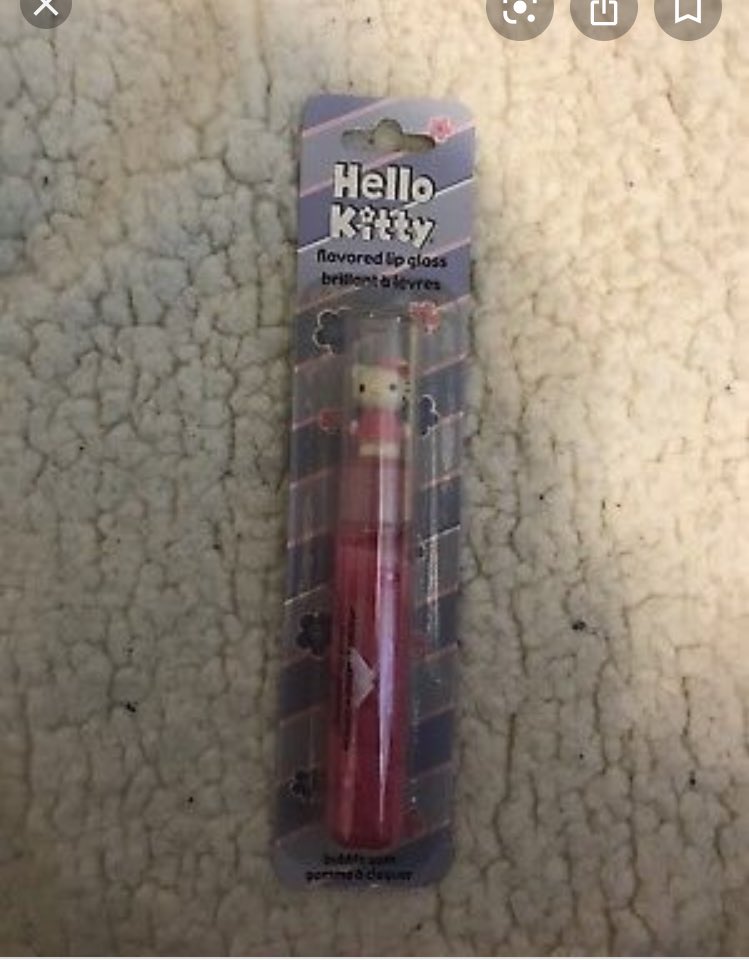 Hello
Kitty
flavored lip gloss
brillant à lèvres
bubble gum
gomme à claquer